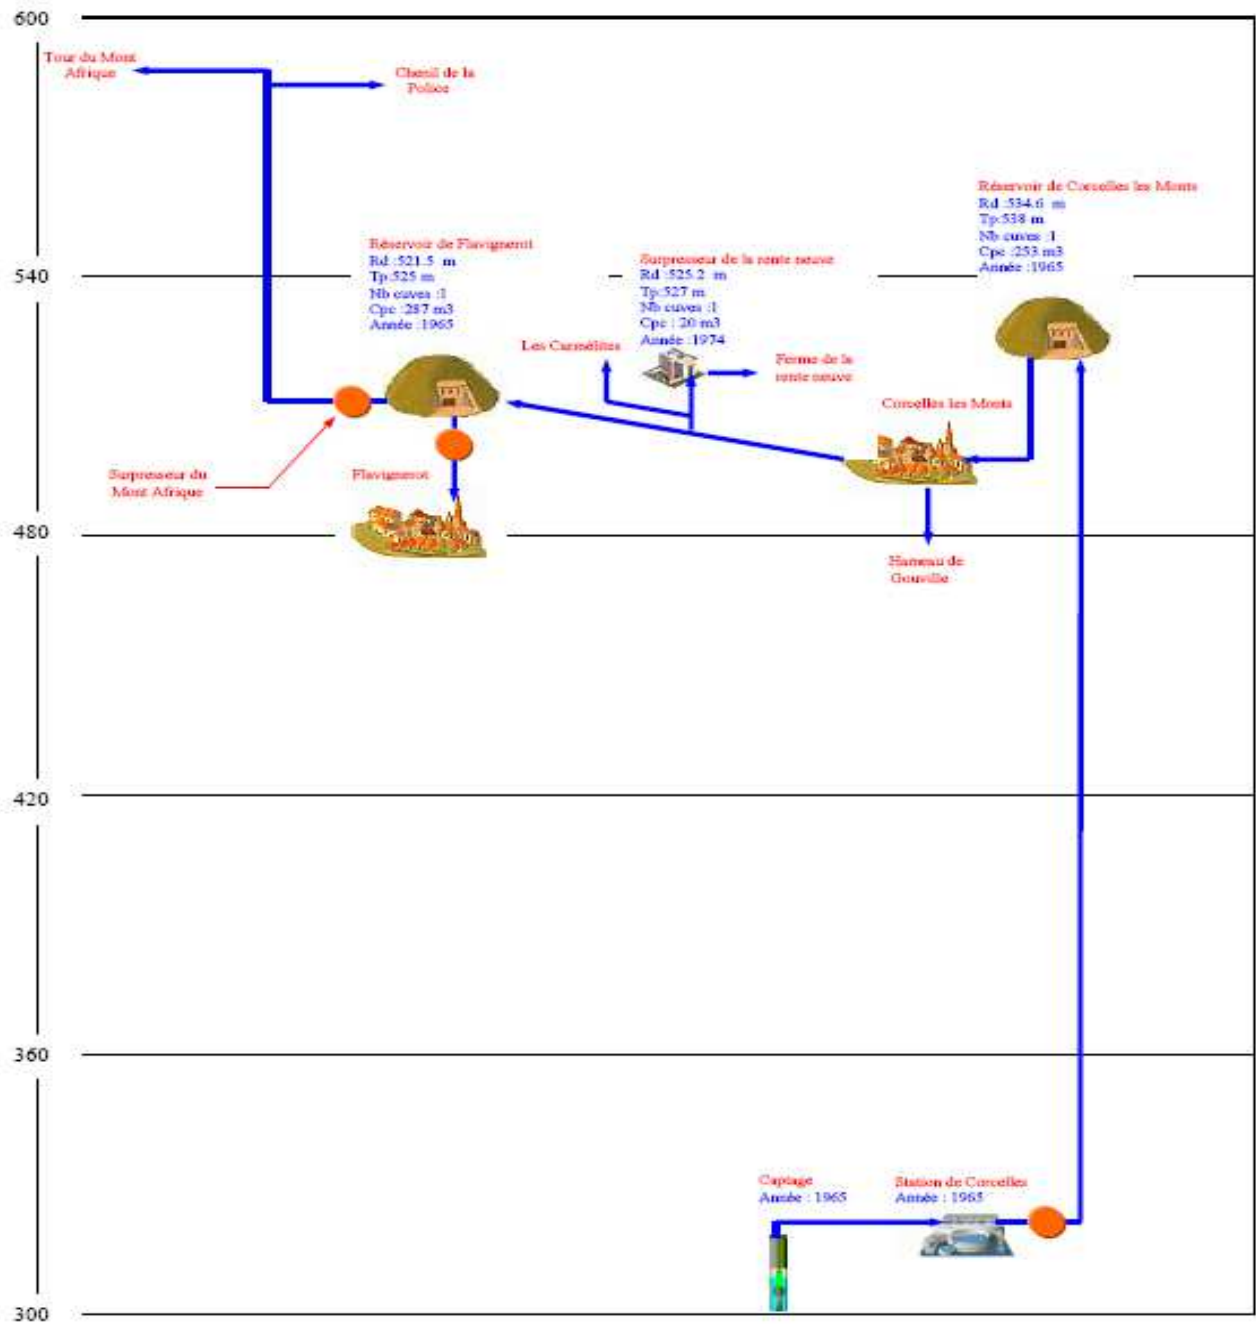 600
Tour du Mont
Afrique
Chenil de la
Police
Réservoir de Corcelles les Monts
Rd :534.6 m
Tp:538 m
Nb cuves :1
Cpc : 253 m3
Année :1965
Réservoir de Flavignerot
Rd :521.5 m
Tp:525 m
Nb cuves :1
Cpc : 287 m3
Année :1965
Surpresseur de la rente neuve
Rd :525.2 m
Tp:527 m
Nb cuves :1
Cpc : 20 m3
Année :1974
540
Les Carmélites
Ferme de la
rente neuve
Corcelles les Monts
Surpresseur du
Mont Afrique
Flavignerot
480
Hameau de
Gouville
420
360
Captage
Année : 1965
Station de Corcelles
Année : 1965
300